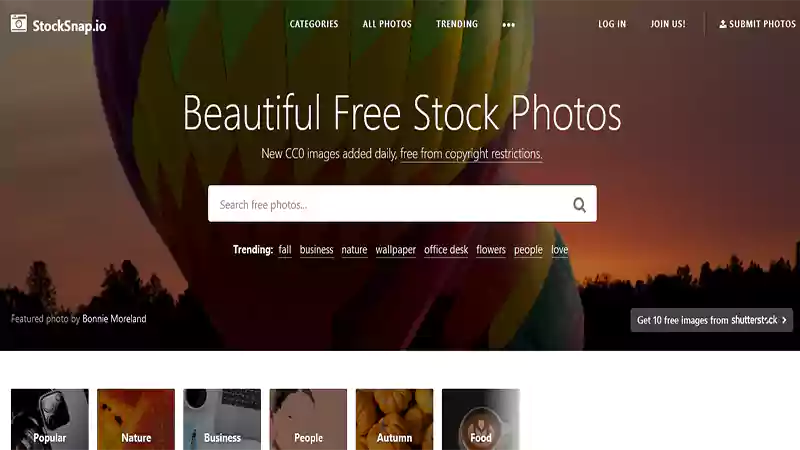 StockSnap.io
CATEGORIES ALL PHOTOS TRENDING •••
LOG IN JOIN US! SUBMIT PHOTOS
Beautiful Free Stock Photos
New CC0 images added daily, free from copyright restrictions.
Search free photos...
Trending: fall business nature wallpaper office desk flowers people love
Featured photo by Bonnie Moreland
Get 10 free images from shutterstock >
Popular
Nature
Business
People
Autumn
Food